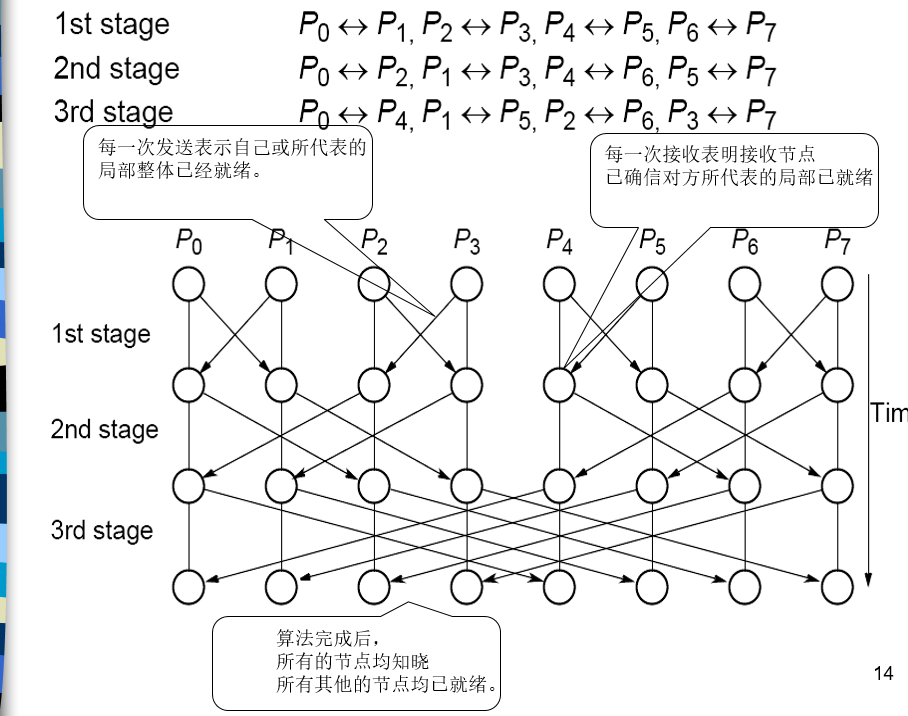 1st stage P0 ↔ P1, P2 ↔ P3, P4 ↔ P5, P6 ↔ P7
2nd stage P0 ↔ P2, P1 ↔ P3, P4 ↔ P6, P5 ↔ P7
3rd stage P0 ↔ P4, P1 ↔ P5, P2 ↔ P6, P3 ↔ P7
每一次发送表示自己或所代表的
局部整体已经就绪。
每一次接收表明接收节点
已确信对方所代表的局部已就绪
P0 P1 P2 P3 P4 P5 P6 P7
1st stage
Tim
2nd stage
3rd stage
算法完成后，
所有的节点均知晓
所有其他的节点均已就绪。
14